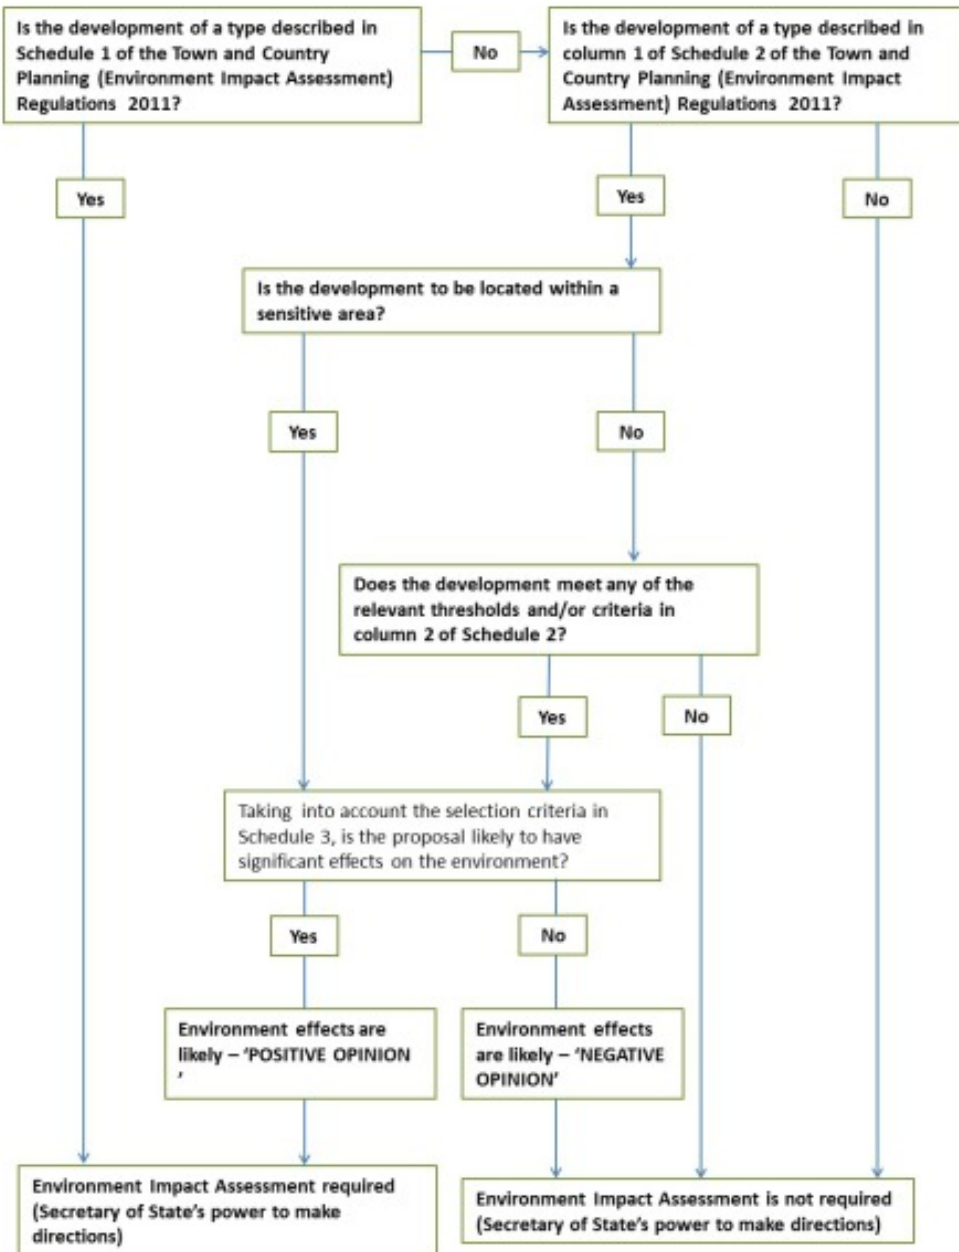 Is the development of a type described in
Schedule 1 of the Town and Country
Planning (Environment Impact Assessment)
Regulations 2011?
No
Is the development of a type described in
column 1 of Schedule 2 of the Town and
Country Planning (Environment Impact
Assessment) Regulations 2011?
Yes
Yes
No
Is the development to be located within a
sensitive area?
Yes
No
Does the development meet any of the
relevant thresholds and/or criteria in
column 2 of Schedule 2?
Yes
No
Taking into account the selection criteria in
Schedule 3, is the proposal likely to have
significant effects on the environment?
Yes
No
Environment effects are
likely – ‘POSITIVE OPINION
’
Environment effects
are likely – ‘NEGATIVE
OPINION’
Environment Impact Assessment required
(Secretary of State’s power to make
directions)
Environment Impact Assessment is not required
(Secretary of State’s power to make directions)